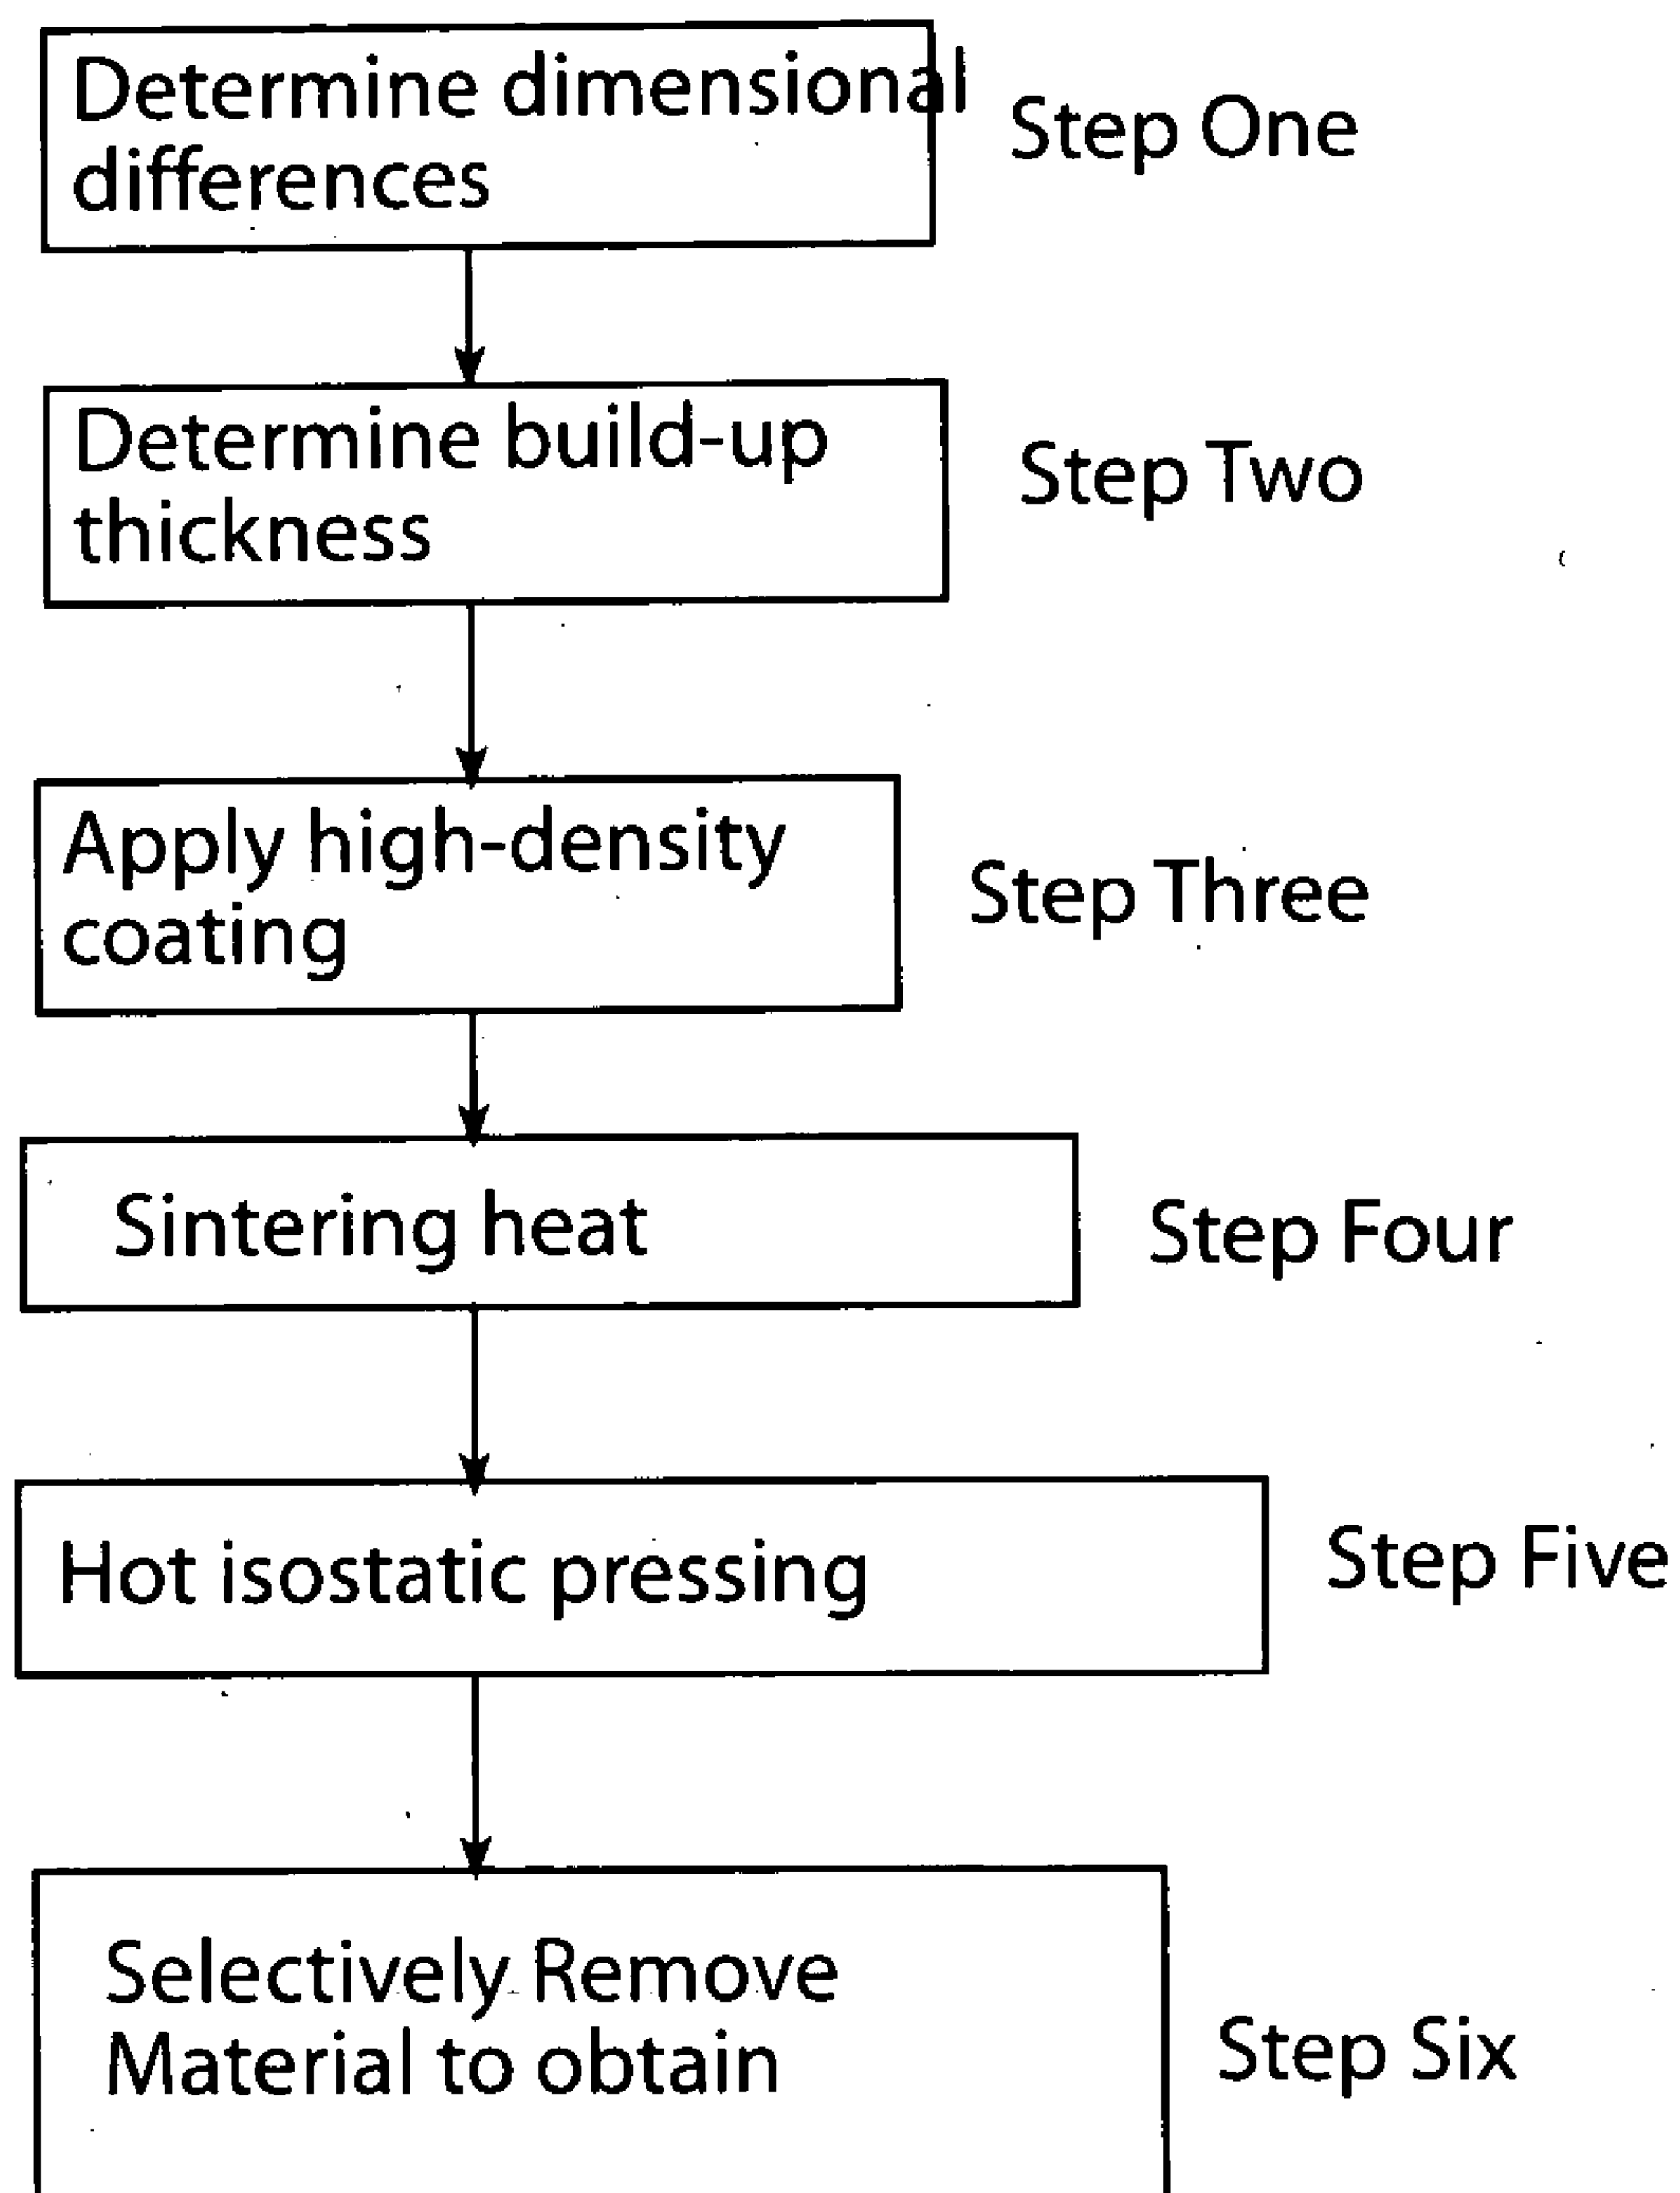 Determine dimensional
differences
Step One
Determine build-up
thickness
Step Two
Apply high-density
coating
Step Three
Sintering heat
Step Four
Hot isostatic pressing
Step Five
Selectively Remove
Material to obtain
Step Six